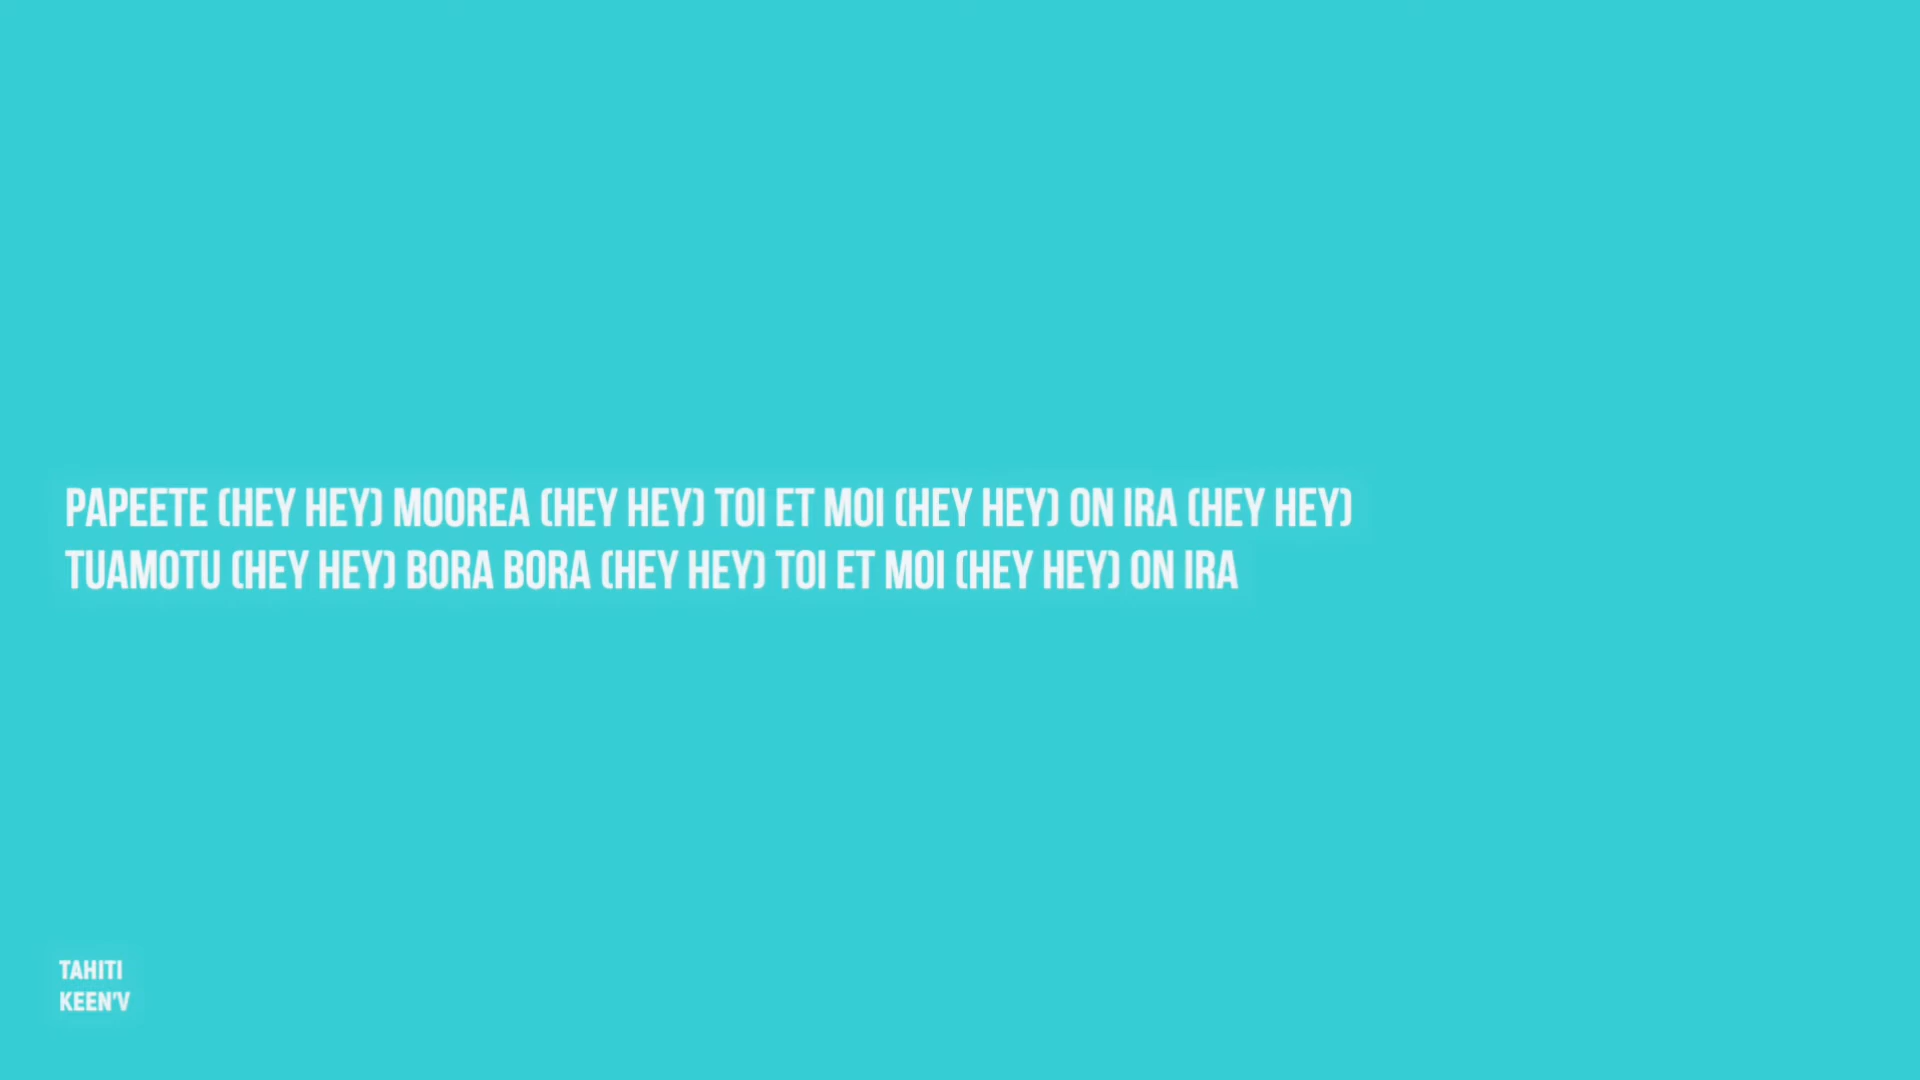 PAPEETE (HEY HEY) MOOREA (HEY HEY) TOI ET MOI (HEY HEY) ON IRA (HEY HEY)
TUAMOTU (HEY HEY) BORA BORA (HEY HEY) TOI ET MOI (HEY HEY) ON IRA
TAHITI
KEEN'V